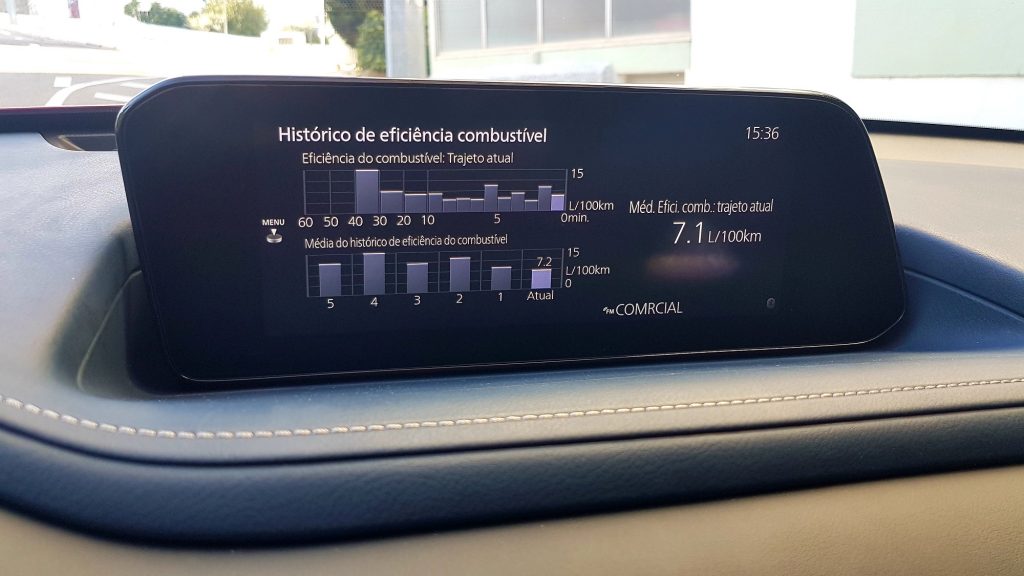 Histórico de eficiência combustível
15:36
Eficiência do combustível: Trajeto atual
15
L/100km
60 50 40 30 20 10 5 0min.
MENU
Méd. Efici. comb.: trajeto atual
7.1 L/100km
Média do histórico de eficiência do combustível
15
7.2
L/100km
0
5 4 3 2 1 Atual
FM COMRCIAL